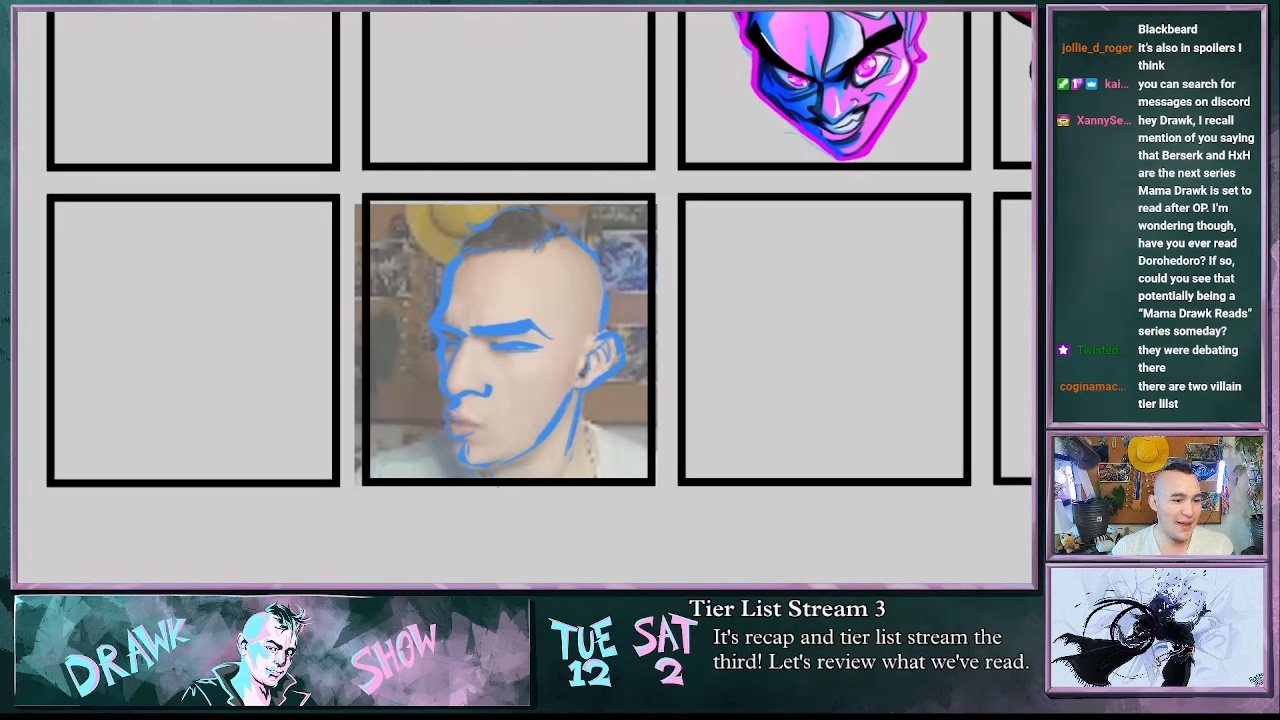 Blackbeard
jollie_d_roger it's also in spoilers I
think
kai... you can search for
messages on discord
XannySe... hey Drawk, I recall
mention of you saying
that Berserk and HxH
are the next series
Mama Drawk is set to
read after OP. I'm
wondering though,
have you ever read
Dorohedoro? If so,
could you see that
potentially being a
"Mama Drawk Reads"
series someday?
Twisted... they were debating
there
coginamac... there are two villain
tier lilst
DRAWK
SHOW
TUE
12
SAT
2
Tier List Stream 3
It's recap and tier list stream the
third! Let's review what we've read.